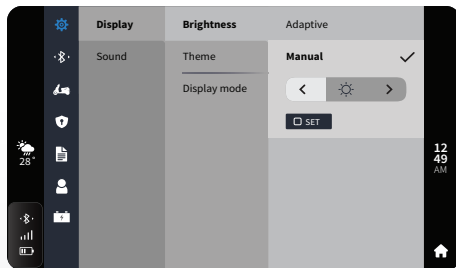 Display
Sound
Brightness
Theme
Display mode
Adaptive
Manual
SET
28°
12
49
AM